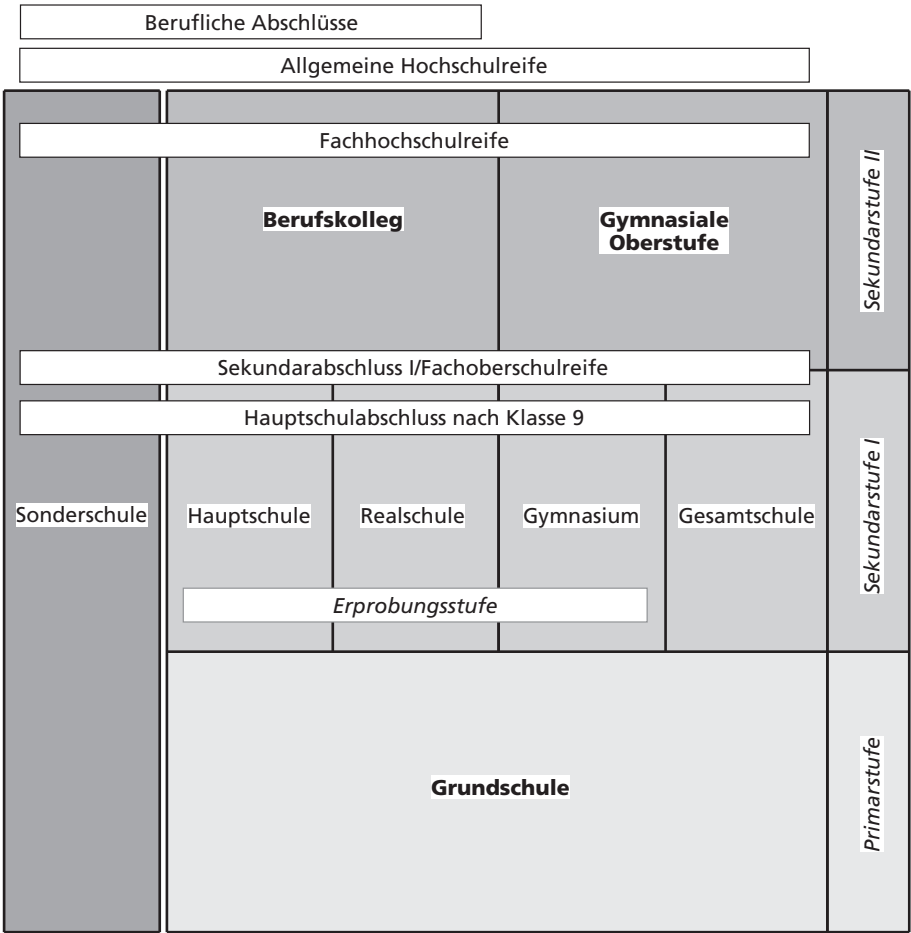 Berufliche Abschlüsse
Allgemeine Hochschulreife
Fachhochschulreife
Berufskolleg
Gymnasiale
Oberstufe
Sekundarstufe II
Sekundarabschluss I/Fachoberschulreife
Hauptschulabschluss nach Klasse 9
Sonderschule
Hauptschule
Realschule
Gymnasium
Gesamtschule
Sekundarstufe I
Erprobungsstufe
Grundschule
Primarstufe